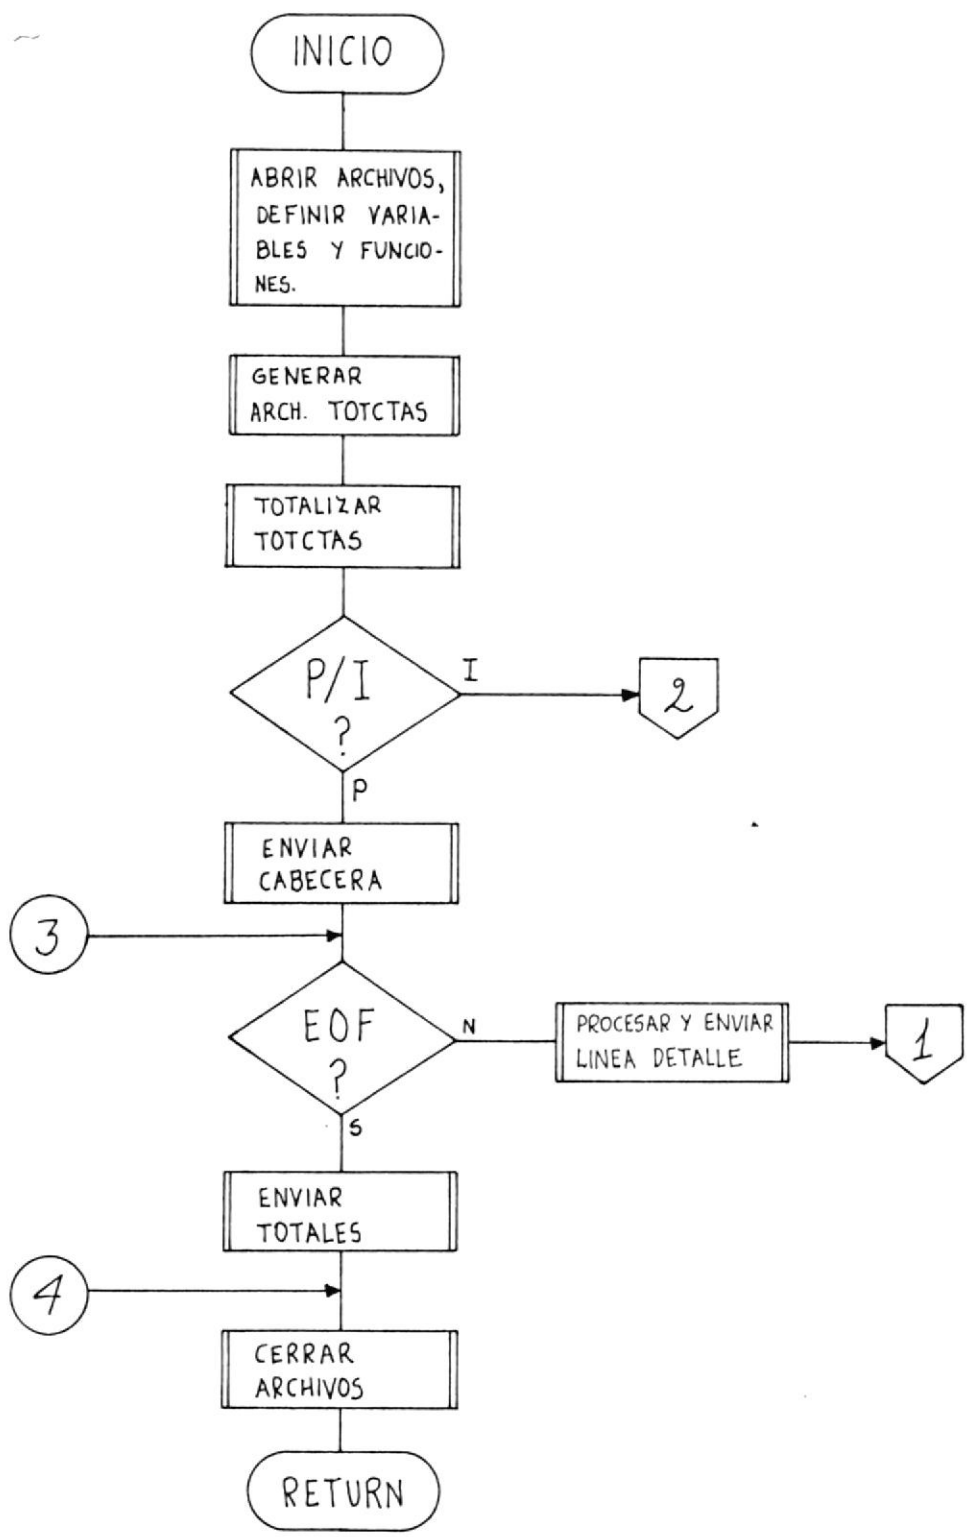 INICIO
ABRIR ARCHIVOS,
DEFINIR VARIA-
BLES Y FUNCIO-
NES.
GENERAR
ARCH. TOTCTAS
TOTALIZAR
TOTCTAS
P/I
?
I
2
P
ENVIAR
CABECERA
3
EOF
?
N
PROCESAR Y ENVIAR
LINEA DETALLE
1
S
ENVIAR
TOTALES
4
CERRAR
ARCHIVOS
RETURN